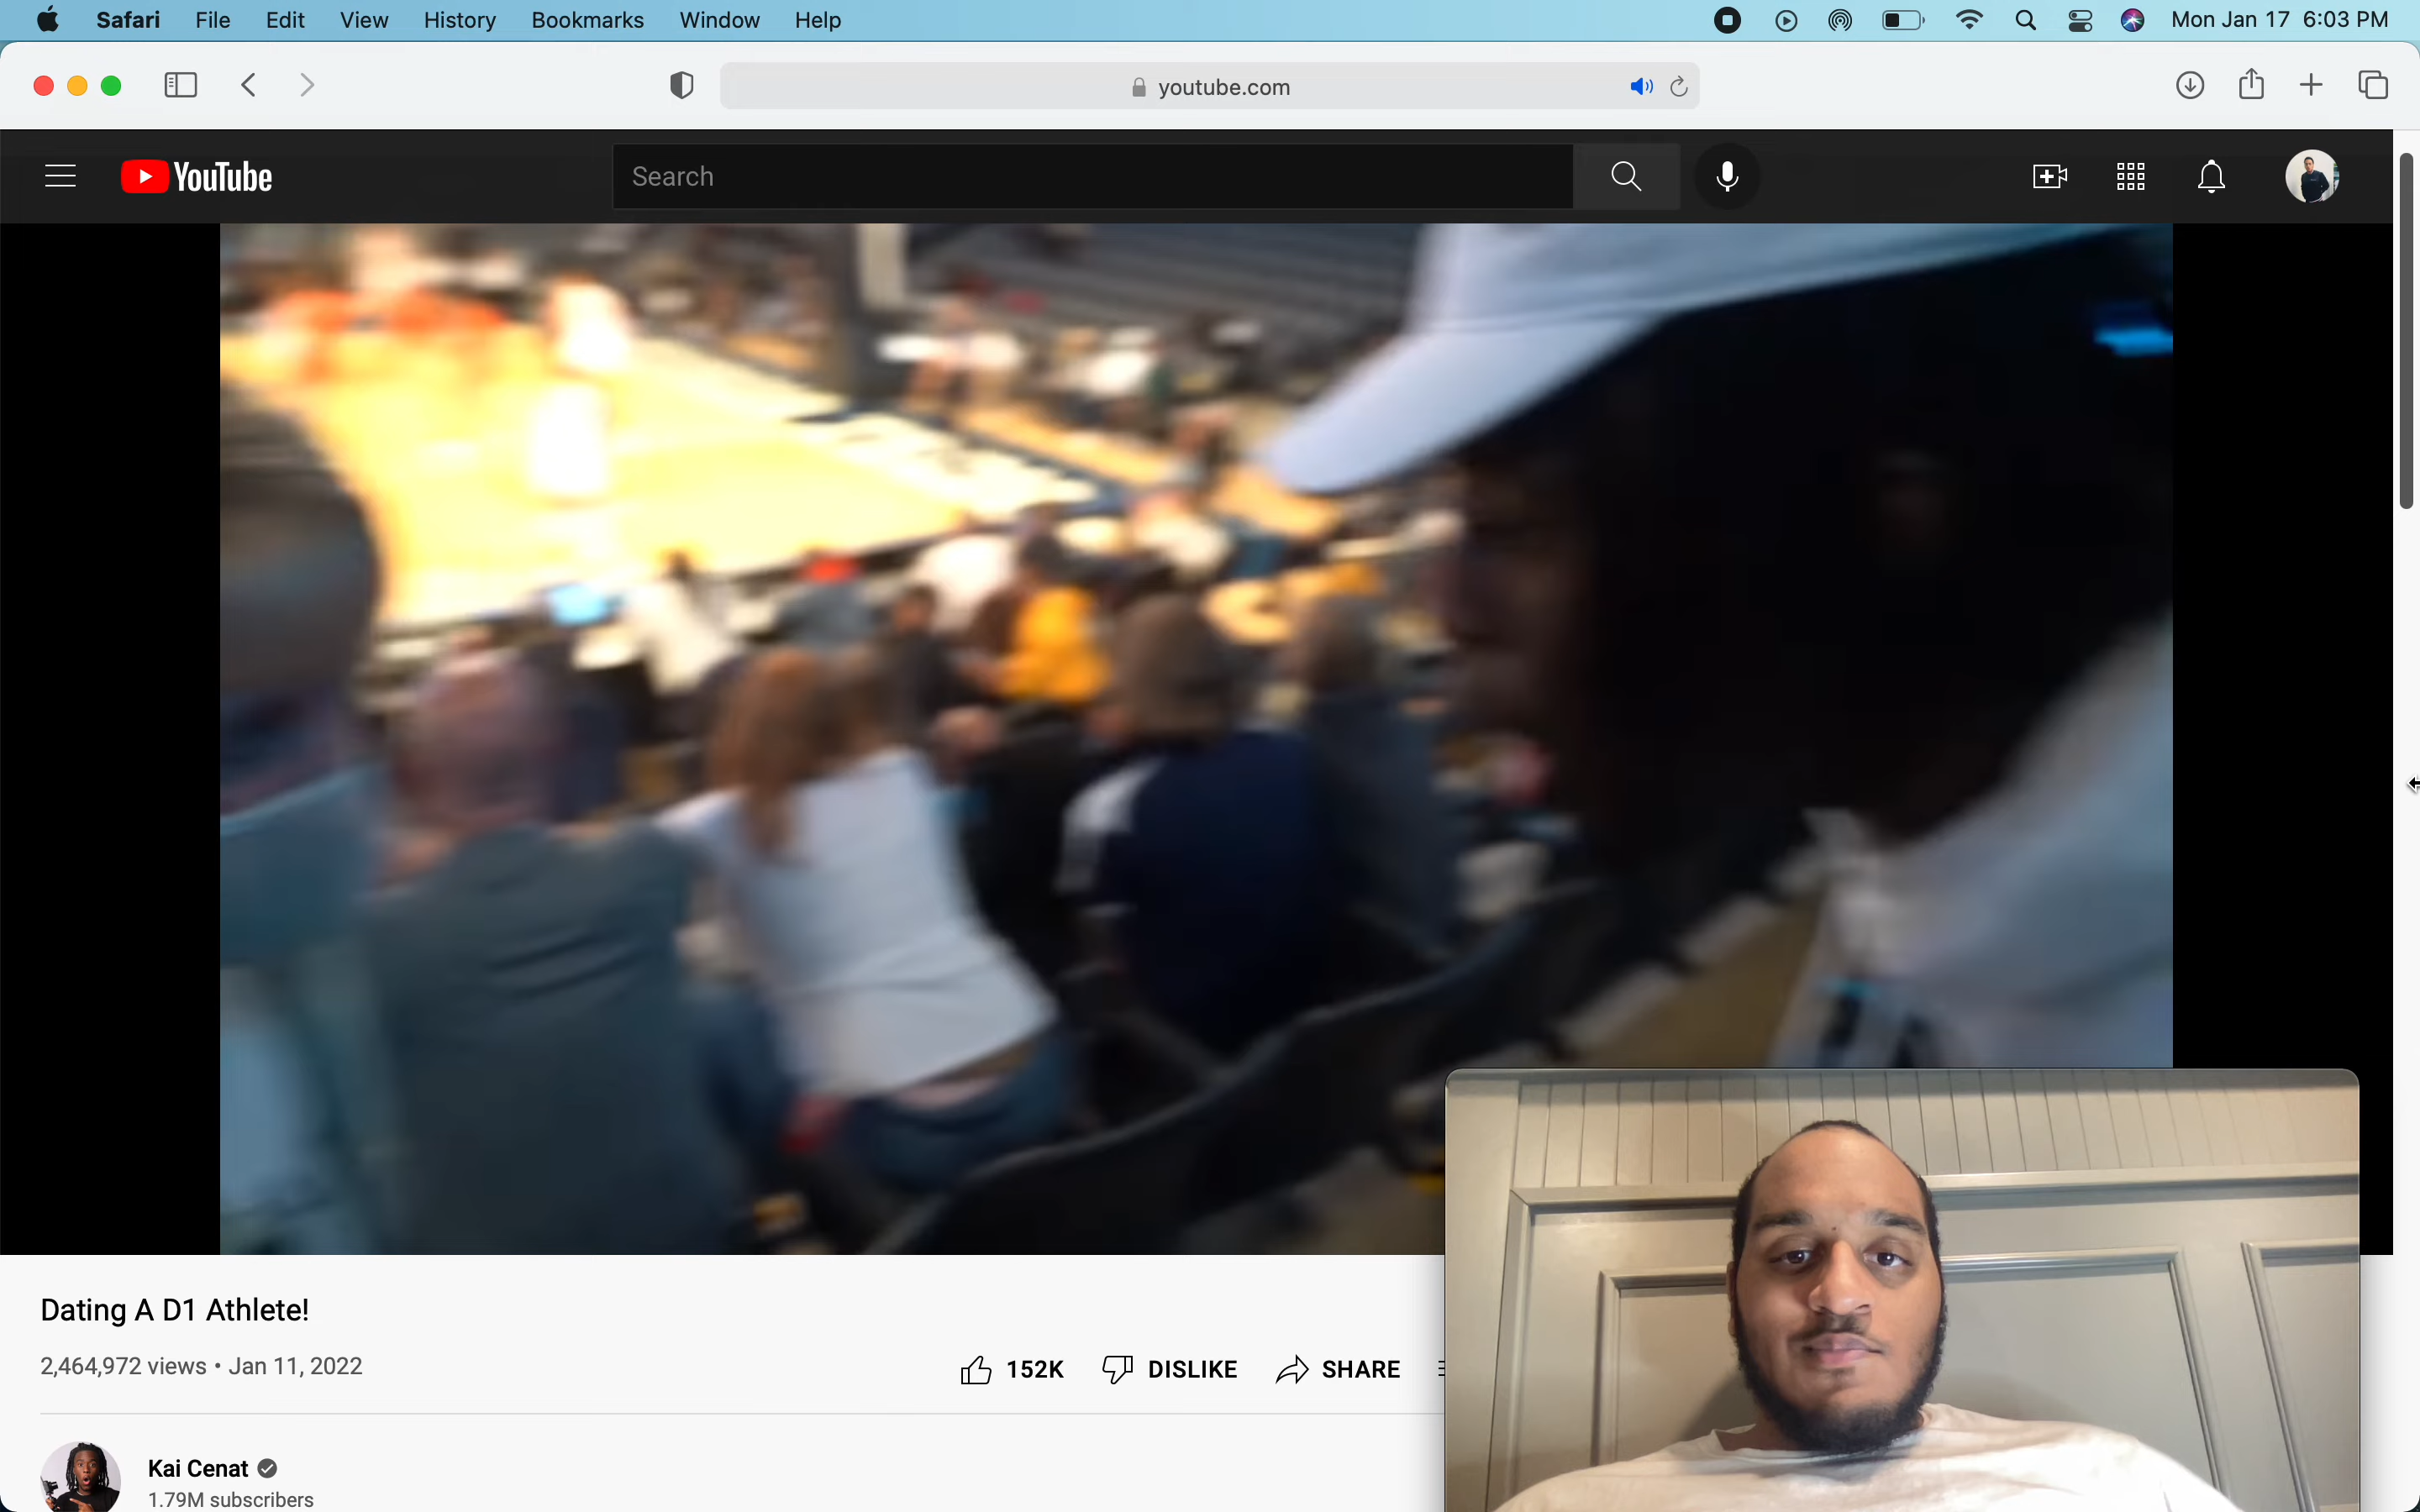 Safari File Edit View History Bookmarks Window Help Mon Jan 17 6:03 PM
youtube.com
YouTube Search
Dating A D1 Athlete!
2,464,972 views • Jan 11, 2022 152K DISLIKE SHARE
Kai Cenat
1.79M subscribers